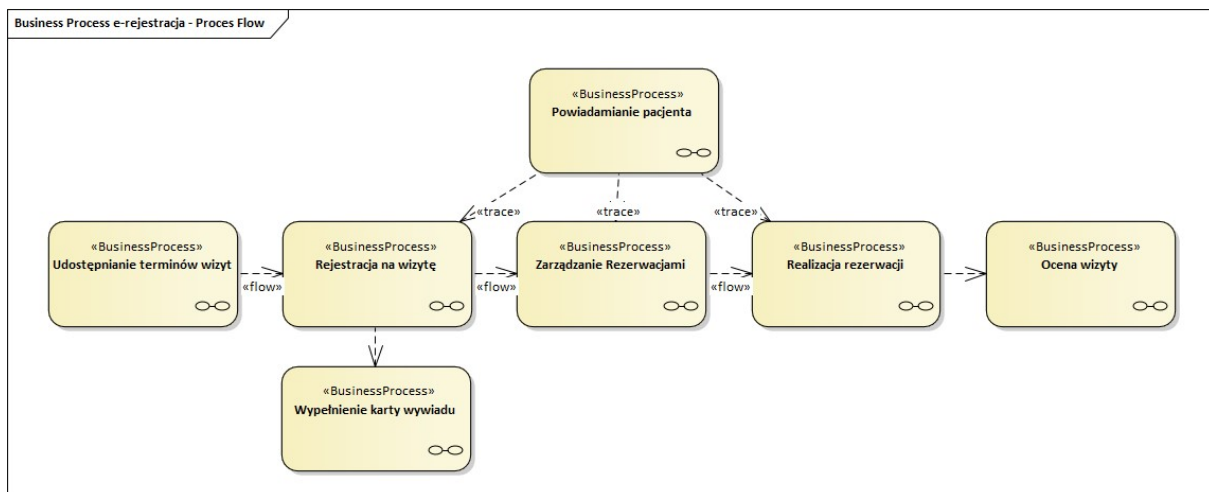 Business Process e-rejestracja - Proces Flow
«BusinessProcess»
Powiadamianie pacjenta
«trace»
«trace»
«trace»
«BusinessProcess»
Udostępnianie terminów wizyt
«flow»
«BusinessProcess»
Rejestracja na wizytę
«flow»
«BusinessProcess»
Zarządzanie Rezerwacjami
«flow»
«BusinessProcess»
Realizacja rezerwacji
«BusinessProcess»
Ocena wizyty
«BusinessProcess»
Wypełnienie karty wywiadu